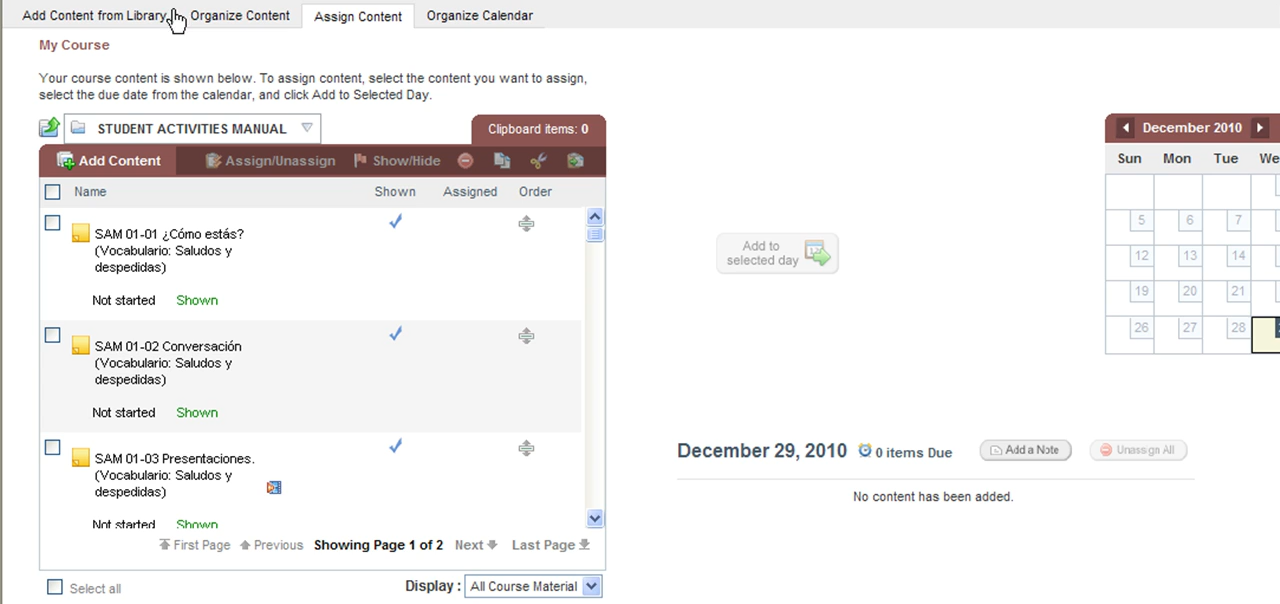 Add Content from Library Organize Content Assign Content Organize Calendar
My Course
Your course content is shown below. To assign content, select the content you want to assign,
select the due date from the calendar, and click Add to Selected Day.
STUDENT ACTIVITIES MANUAL
Clipboard items: 0
Add Content Assign/Unassign Show/Hide
Name Shown Assigned Order
SAM 01-01 ¿Cómo estás?
(Vocabulario: Saludos y
despedidas)
Not started Shown
SAM 01-02 Conversación
(Vocabulario: Saludos y
despedidas)
Not started Shown
SAM 01-03 Presentaciones.
(Vocabulario: Saludos y
despedidas)
Not started Shown
First Page Previous Showing Page 1 of 2 Next Last Page
Select all
Display : All Course Material
Add to
selected day
December 2010
Sun Mon Tue We
5 6 7
12 13 14
19 20 21
26 27 28
December 29, 2010 0 items Due Add a Note Unassign All
No content has been added.